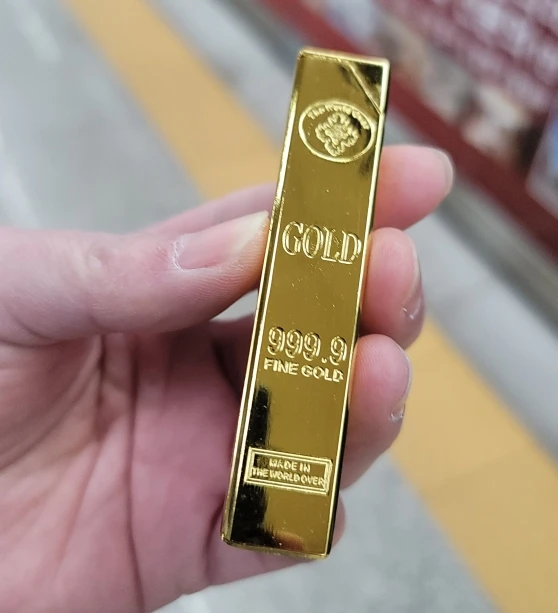 GOLD
999.9
FINE GOLD
MADE IN
THE WORLD OVER